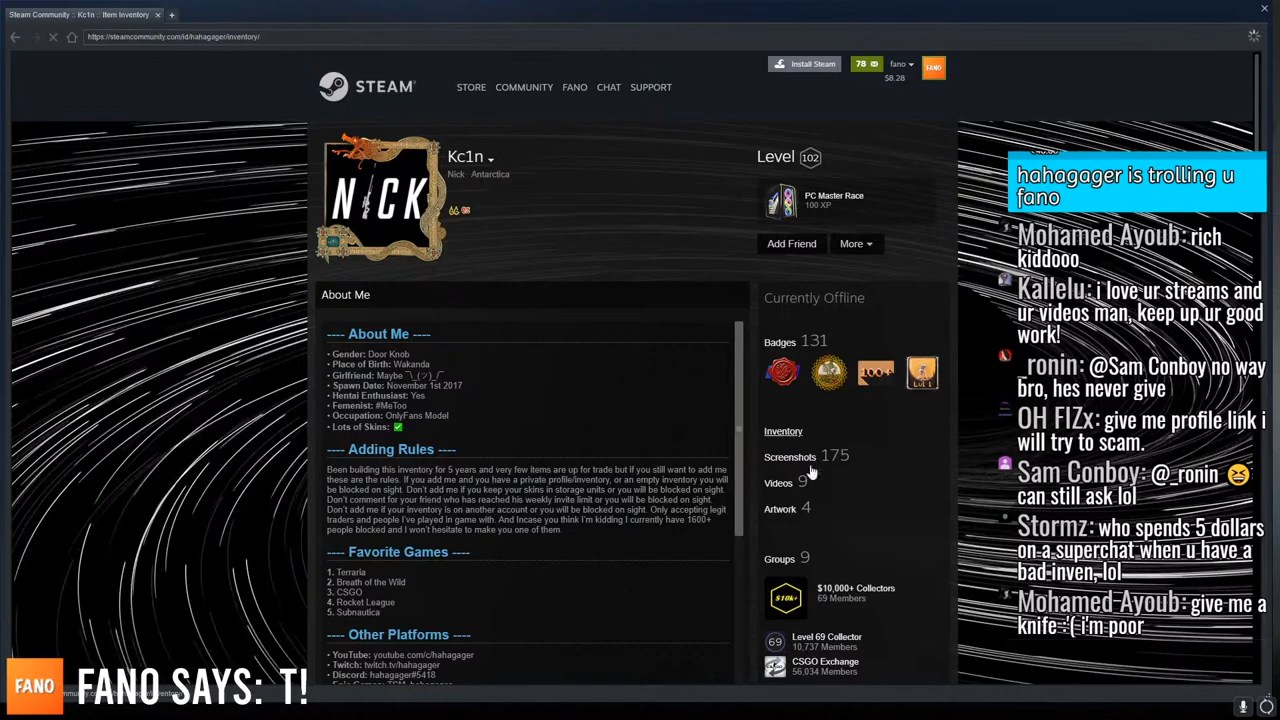 Steam Community :: Kc1n :: Item Inventory
https://steamcommunity.com/id/hahagager/inventory/
Install Steam
78
fano
$8.28
FANO
STEAM
STORE COMMUNITY FANO CHAT SUPPORT
NICK
Kc1n
Nick Antarctica
Level 102
PC Master Race
100 XP
Add Friend
More
About Me
---- About Me ----
• Gender: Door Knob
• Place of Birth: Wakanda
• Girlfriend: Maybe ¯\_(ツ)_/¯
• Spawn Date: November 1st 2017
• Hentai Enthusiast: Yes
• Femenist: #MeToo
• Occupation: OnlyFans Model
• Lots of Skins: ✅
---- Adding Rules ----
Been building this inventory for 5 years and very few items are up for trade but if you still want to add me
these are the rules. If you add me and you have a private profile/inventory, or an empty inventory you will
be blocked on sight. Don't add me if you keep your skins in storage units or you will be blocked on sight.
Don't comment for your friend who has reached his weekly invite limit or you will be blocked on sight.
Don't add me if your inventory is on another account or you will be blocked on sight. Only accepting legit
traders and people I've played in game with. And Incase you think I'm kidding I currently have 1600+
people blocked and I won't hesitate to make you one of them.
---- Favorite Games ----
1. Terraria
2. Breath of the Wild
3. CSGO
4. Rocket League
5. Subnautica
---- Other Platforms ----
• YouTube: youtube.com/c/hahagager
• Twitch: twitch.tv/hahagager
• Discord: hahagager#5418
Currently Offline
Badges 131
100+
Lvl 1
Inventory
Screenshots 175
Videos 9
Artwork 4
Groups 9
$10k+
$10,000+ Collectors
69 Members
69
Level 69 Collector
10,737 Members
CSGO Exchange
56,034 Members
hahagager is trolling u
fano
Mohamed Ayoub: rich
kiddooo
Kallelu: i love ur streams and
ur videos man, keep up ur good
work!
_ronin: @Sam Conboy no way
bro, hes never give
OH FIZx: give me profile link i
will try to scam.
Sam Conboy: @_ronin 😆
can still ask lol
Stormz: who spends 5 dollars
on a superchat when u have a
bad inven, lol
Mohamed Ayoub: give me a
knife :'( i'm poor
FANO
FANO SAYS: T!